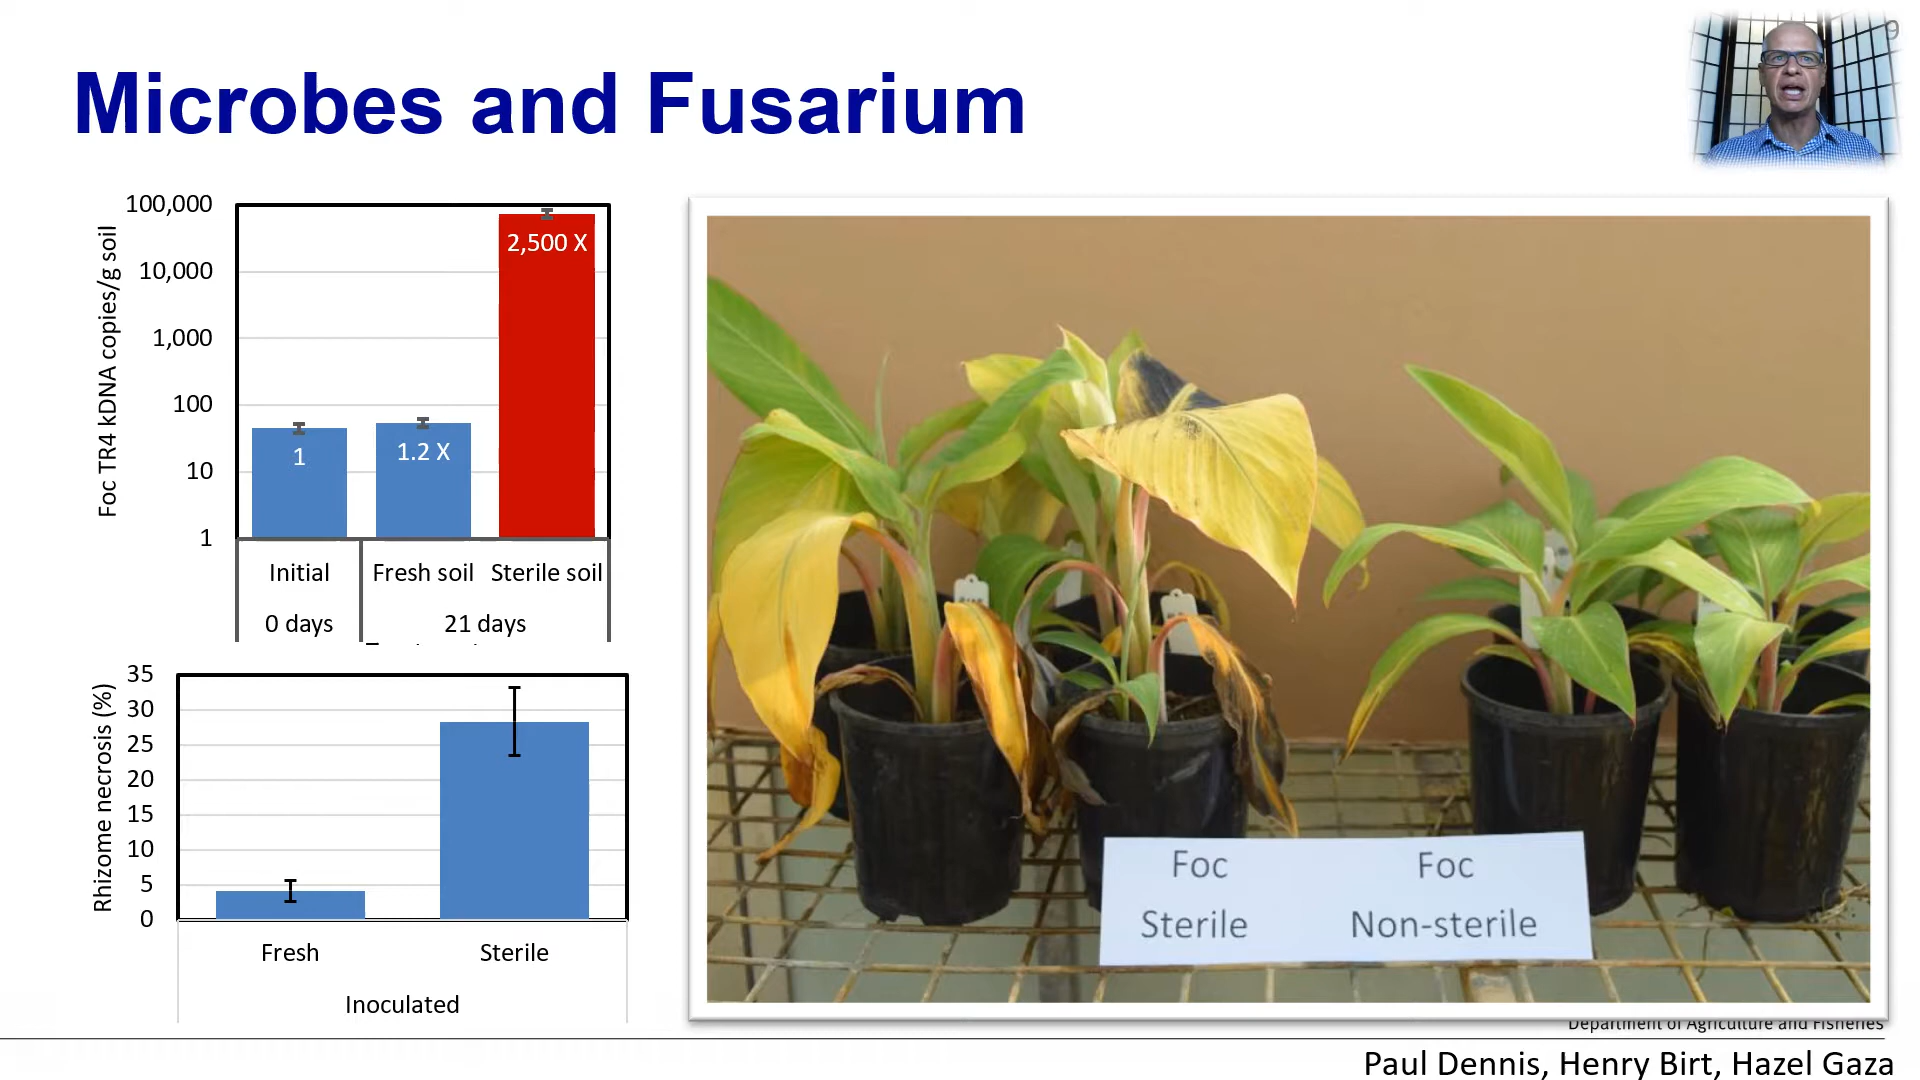 9
Microbes and Fusarium
Foc TR4 kDNA copies/g soil
100,000
10,000
1,000
100
10
1
1
1.2 X
2,500 X
Initial
Fresh soil
Sterile soil
0 days
21 days
Rhizome necrosis (%)
35
30
25
20
15
10
5
0
Fresh
Sterile
Inoculated
Foc
Sterile
Foc
Non-sterile
Department of Agriculture and Fisheries
Paul Dennis, Henry Birt, Hazel Gaza